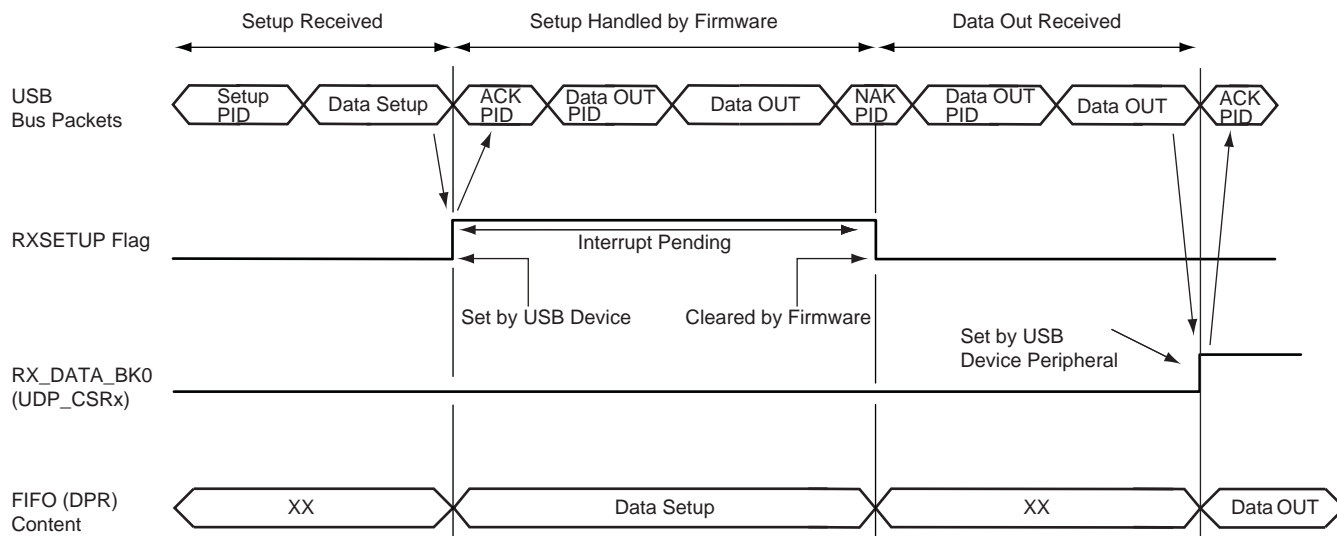 Setup Received
Setup Handled by Firmware
Data Out Received
USB
Bus Packets
Setup
PID
Data Setup
ACK
PID
Data OUT
PID
Data OUT
NAK
PID
Data OUT
PID
Data OUT
ACK
PID
RXSETUP Flag
Interrupt Pending
Set by USB Device
Cleared by Firmware
Set by USB
Device Peripheral
RX_DATA_BK0
(UDP_CSRx)
FIFO (DPR)
Content
XX
Data Setup
XX
Data OUT